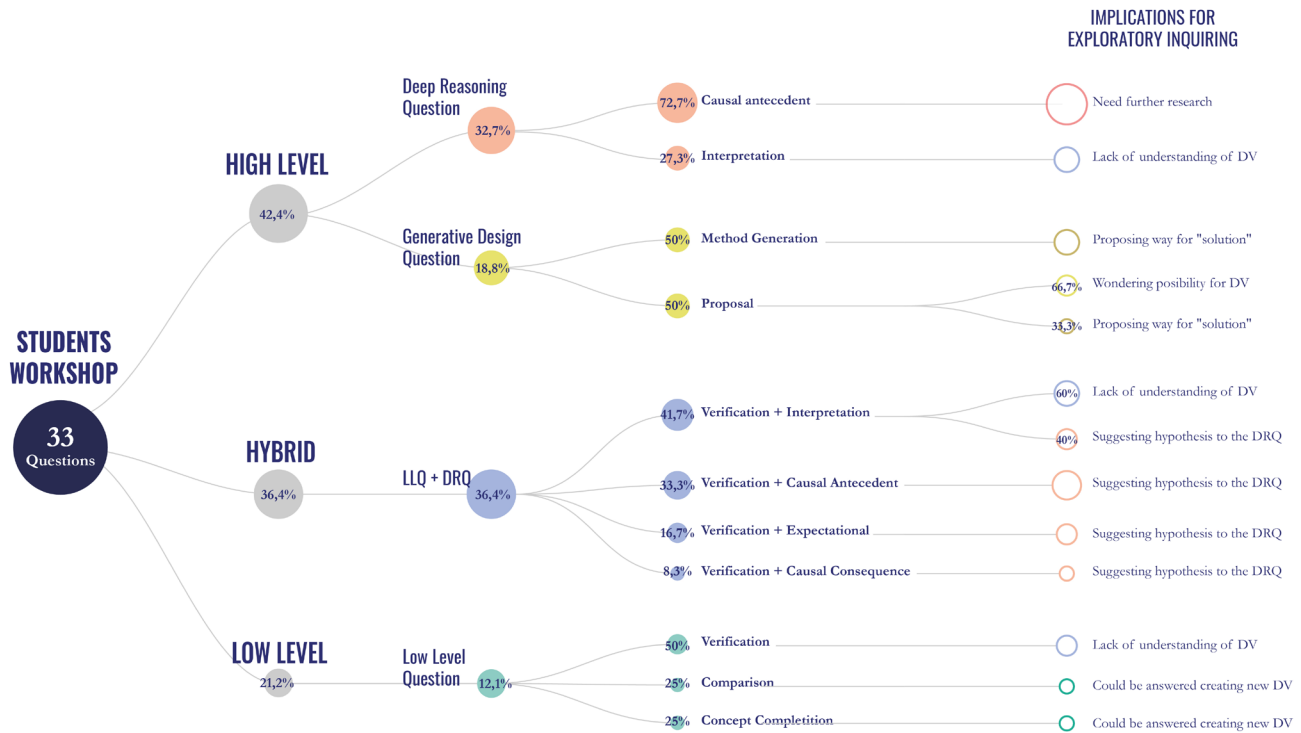 IMPLICATIONS FOR
EXPLORATORY INQUIRING
STUDENTS
WORKSHOP
33
Questions
HIGH LEVEL
42,4%
Deep Reasoning
Question
32,7%
72,7% Causal antecedent
Need further research
27,3% Interpretation
Lack of understanding of DV
Generative Design
Question
18,8%
50% Method Generation
Proposing way for "solution"
50% Proposal
66,7% Wondering posibility for DV
33,3% Proposing way for "solution"
HYBRID
36,4%
LLQ + DRQ
36,4%
41,7% Verification + Interpretation
60% Lack of understanding of DV
40% Suggesting hypothesis to the DRQ
33,3% Verification + Causal Antecedent
Suggesting hypothesis to the DRQ
16,7% Verification + Expectational
Suggesting hypothesis to the DRQ
8,3% Verification + Causal Consequence
Suggesting hypothesis to the DRQ
LOW LEVEL
21,2%
Low Level
Question
12,1%
50% Verification
Lack of understanding of DV
25% Comparison
Could be answered creating new DV
25% Concept Completition
Could be answered creating new DV